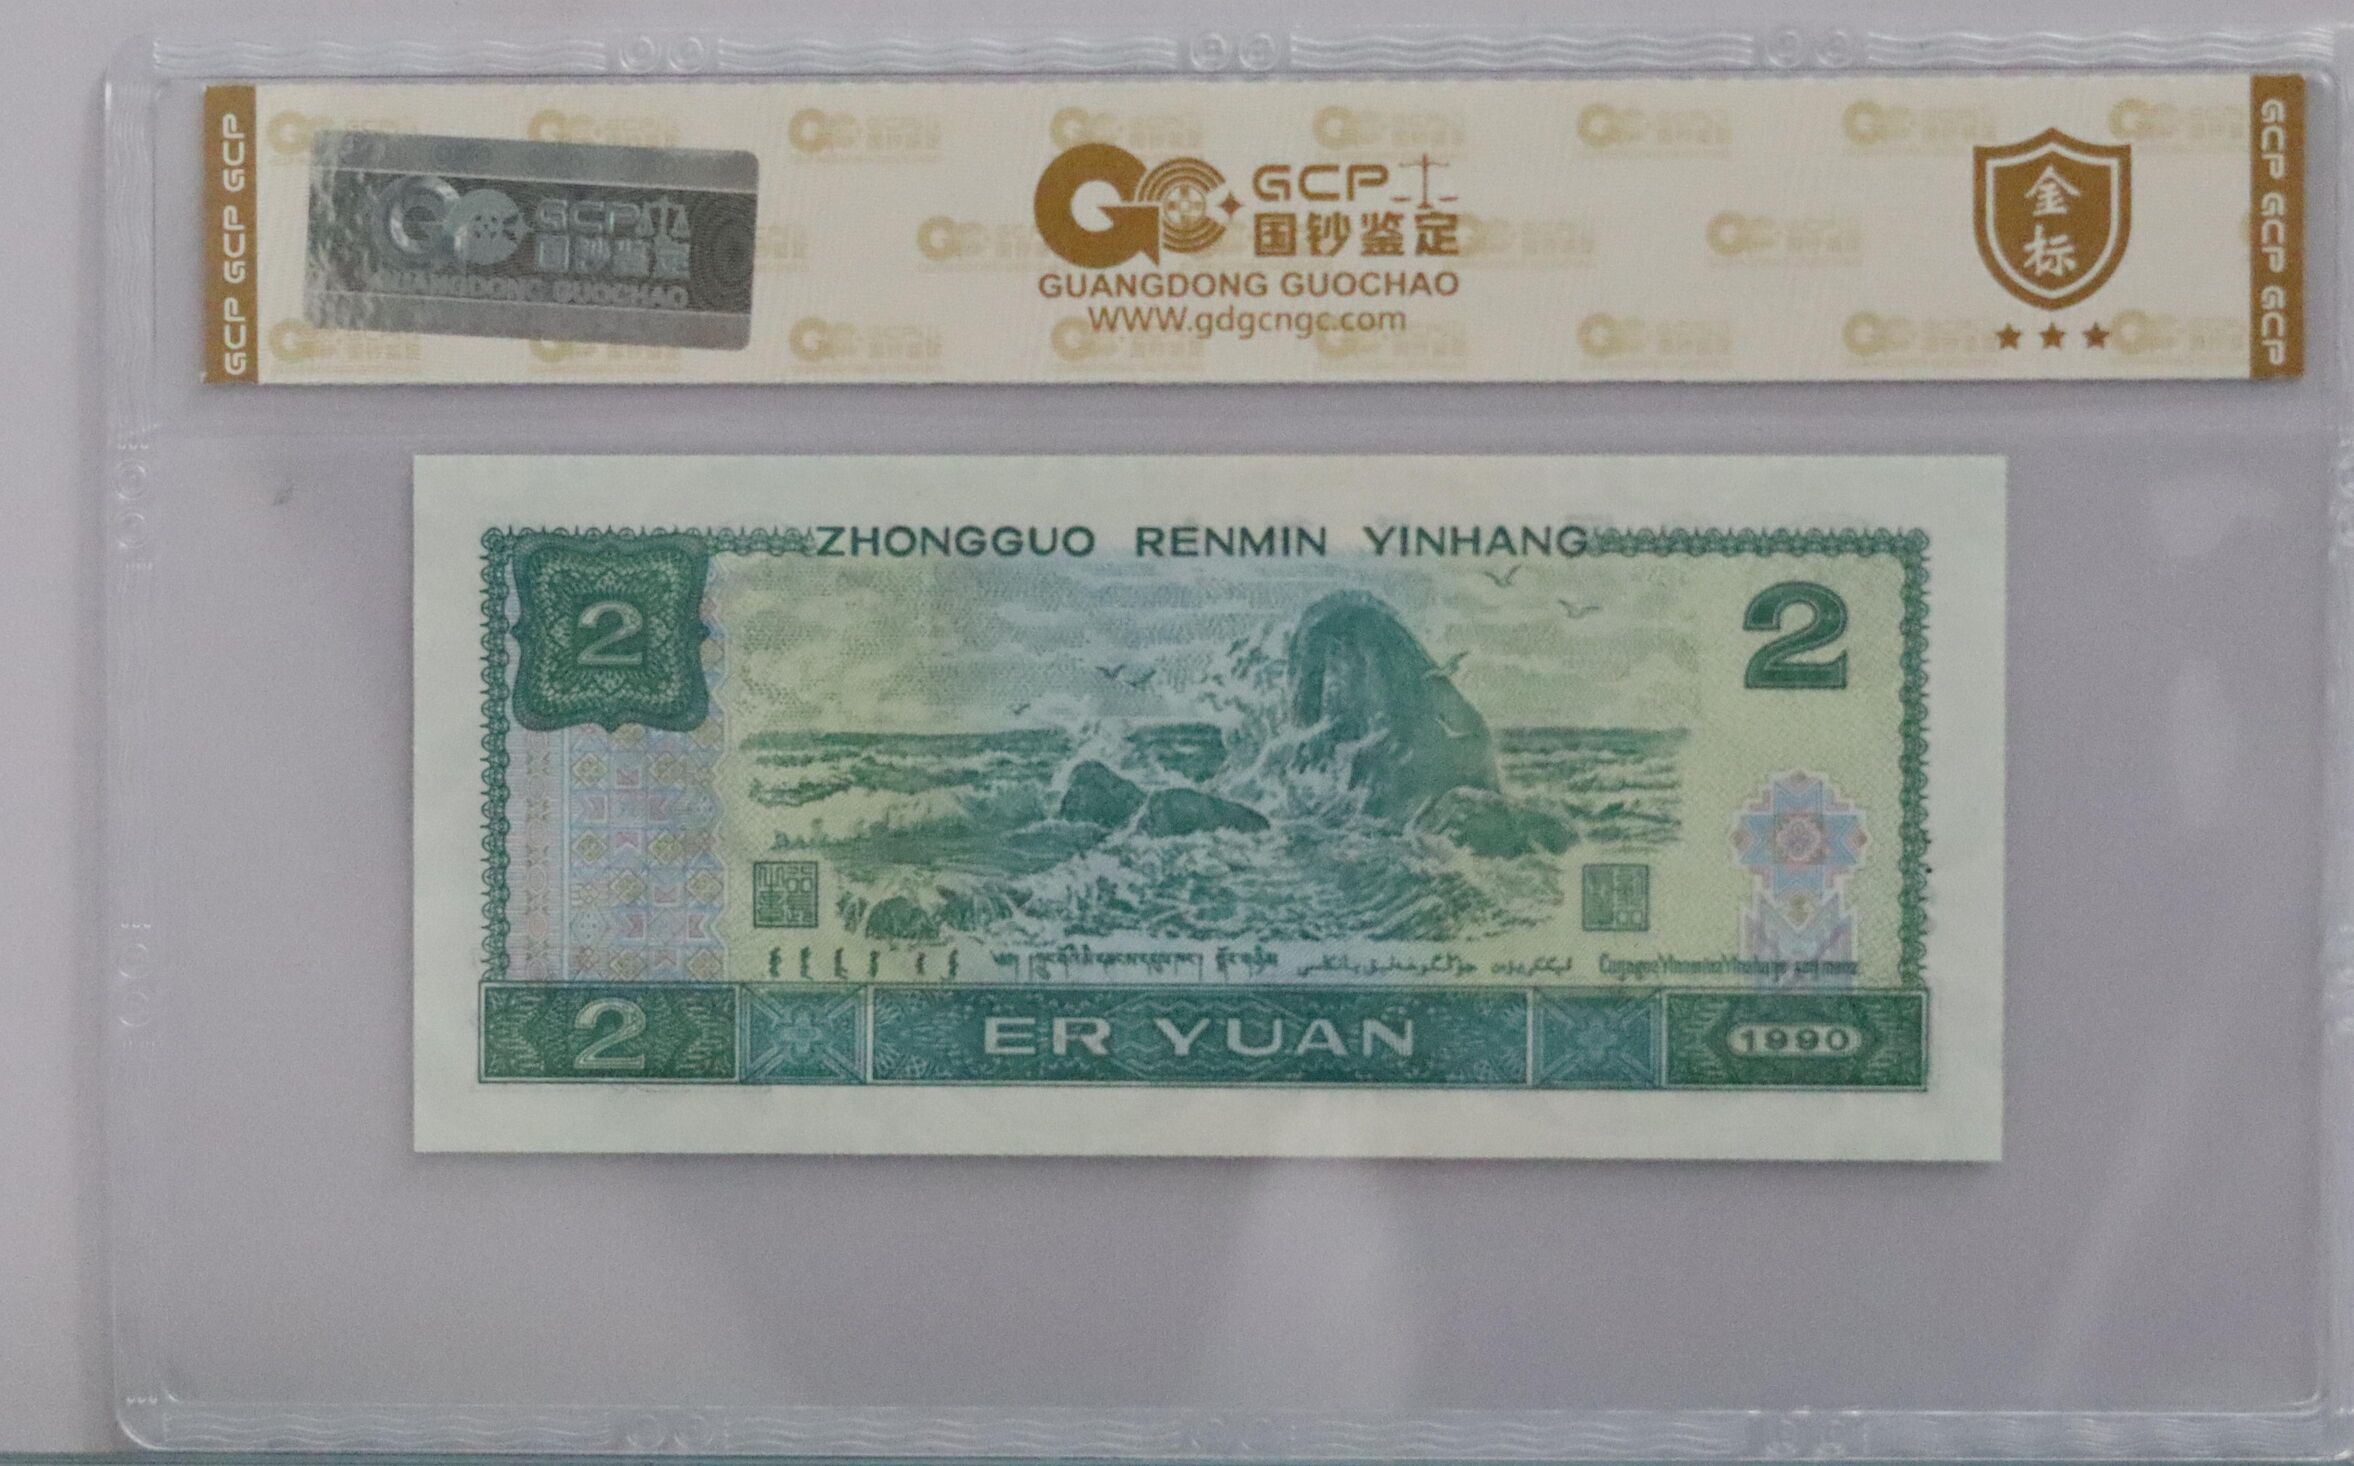 GCP GCP GCP
GCP
国钞鉴定
GUANGDONG GUOCHAO
GCP
国钞鉴定
GUANGDONG GUOCHAO
WWW.gdgcngc.com
金标
GCP GCP GCP
ZHONGGUO RENMIN YINHANG
2
2
2
ER YUAN
1990